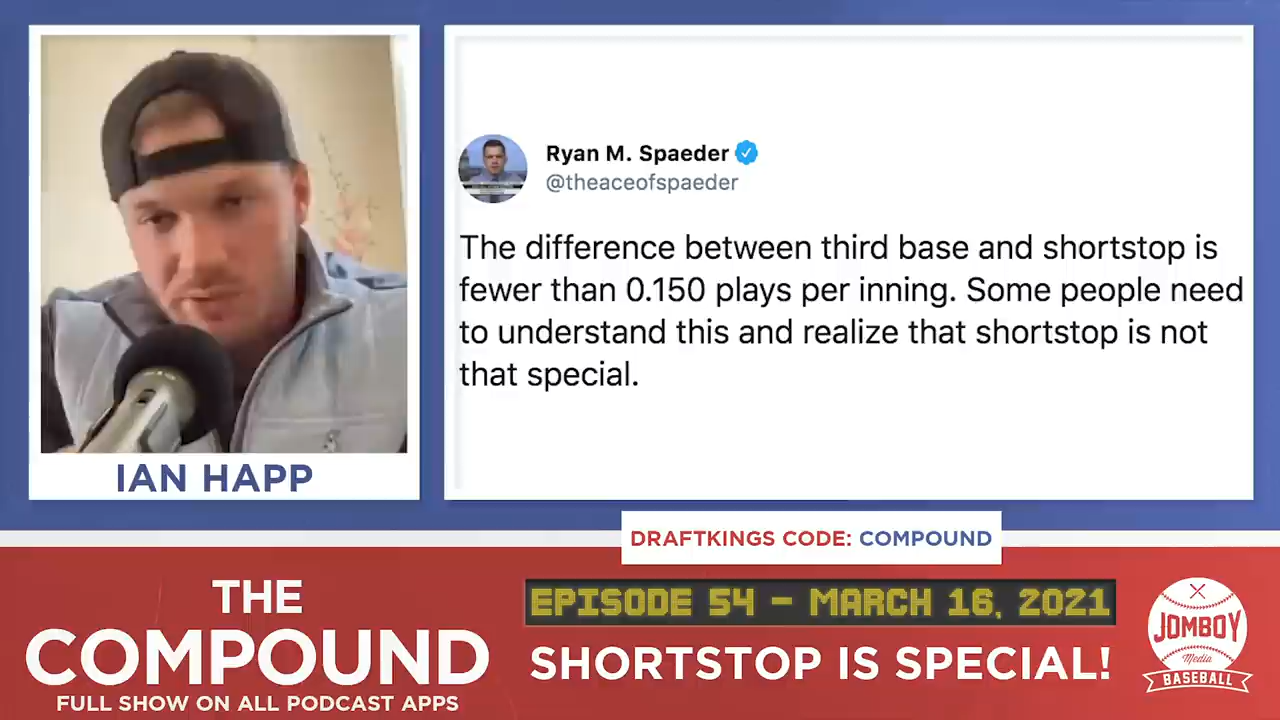 Ryan M. Spaeder
@theaceofspaeder
The difference between third base and shortstop is
fewer than 0.150 plays per inning. Some people need
to understand this and realize that shortstop is not
that special.
IAN HAPP
DRAFTKINGS CODE: COMPOUND
THE
COMPOUND
FULL SHOW ON ALL PODCAST APPS
EPISODE 54 - MARCH 16, 2021
SHORTSTOP IS SPECIAL!
JOMBOY
Media
BASEBALL